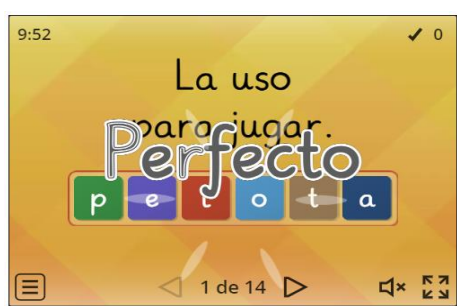 9:52
✓ 0
La uso
para jugar.
Perfecto
p e l o t a
1 de 14